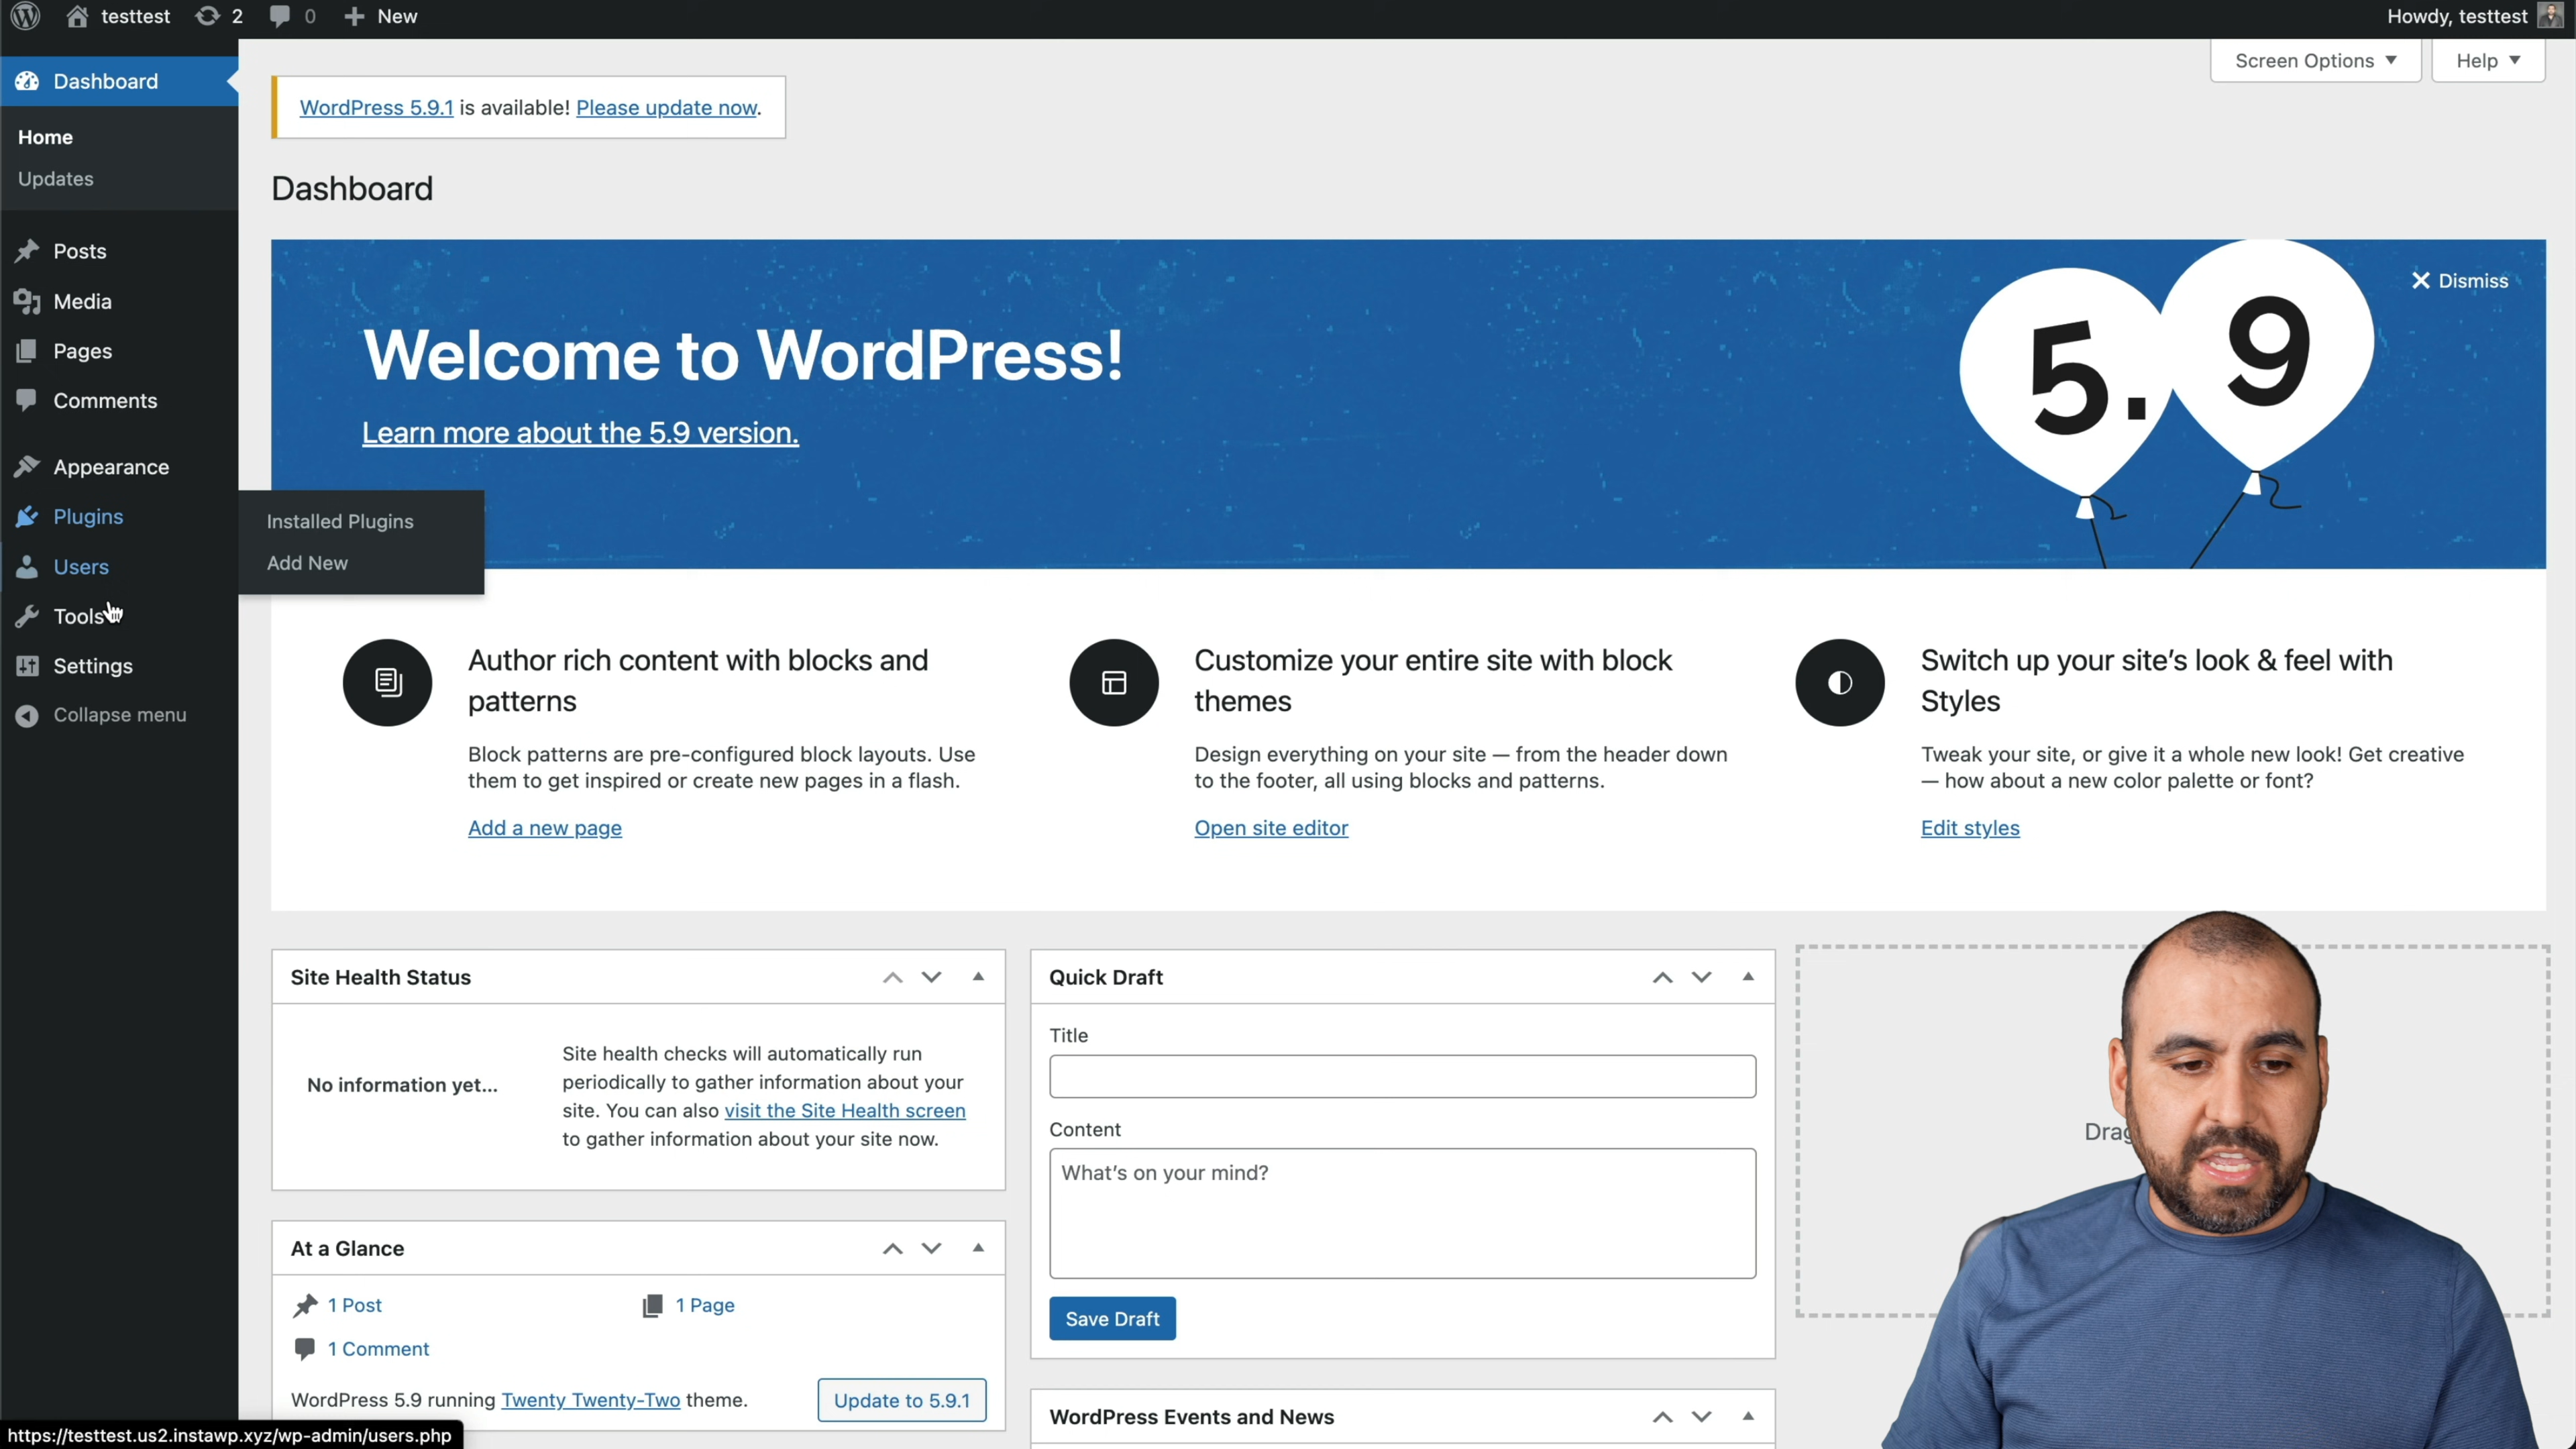 testtest 2 0 New Howdy, testtest
Screen Options Help
Dashboard
Home
Updates
Posts
Media
Pages
Comments
Appearance
Plugins
Users
Tools
Settings
Collapse menu
Installed Plugins
Add New
WordPress 5.9.1 is available! Please update now.
Dashboard
Welcome to WordPress!
Learn more about the 5.9 version.
5.9
Dismiss
Author rich content with blocks and
patterns
Block patterns are pre-configured block layouts. Use
them to get inspired or create new pages in a flash.
Add a new page
Customize your entire site with block
themes
Design everything on your site — from the header down
to the footer, all using blocks and patterns.
Open site editor
Switch up your site’s look & feel with
Styles
Tweak your site, or give it a whole new look! Get creative
— how about a new color palette or font?
Edit styles
Site Health Status
No information yet...
Site health checks will automatically run
periodically to gather information about your
site. You can also visit the Site Health screen
to gather information about your site now.
At a Glance
1 Post
1 Page
1 Comment
WordPress 5.9 running Twenty Twenty-Two theme.
Update to 5.9.1
Quick Draft
Title
Content
What’s on your mind?
Save Draft
WordPress Events and News
https://testtest.us2.instawp.xyz/wp-admin/users.php